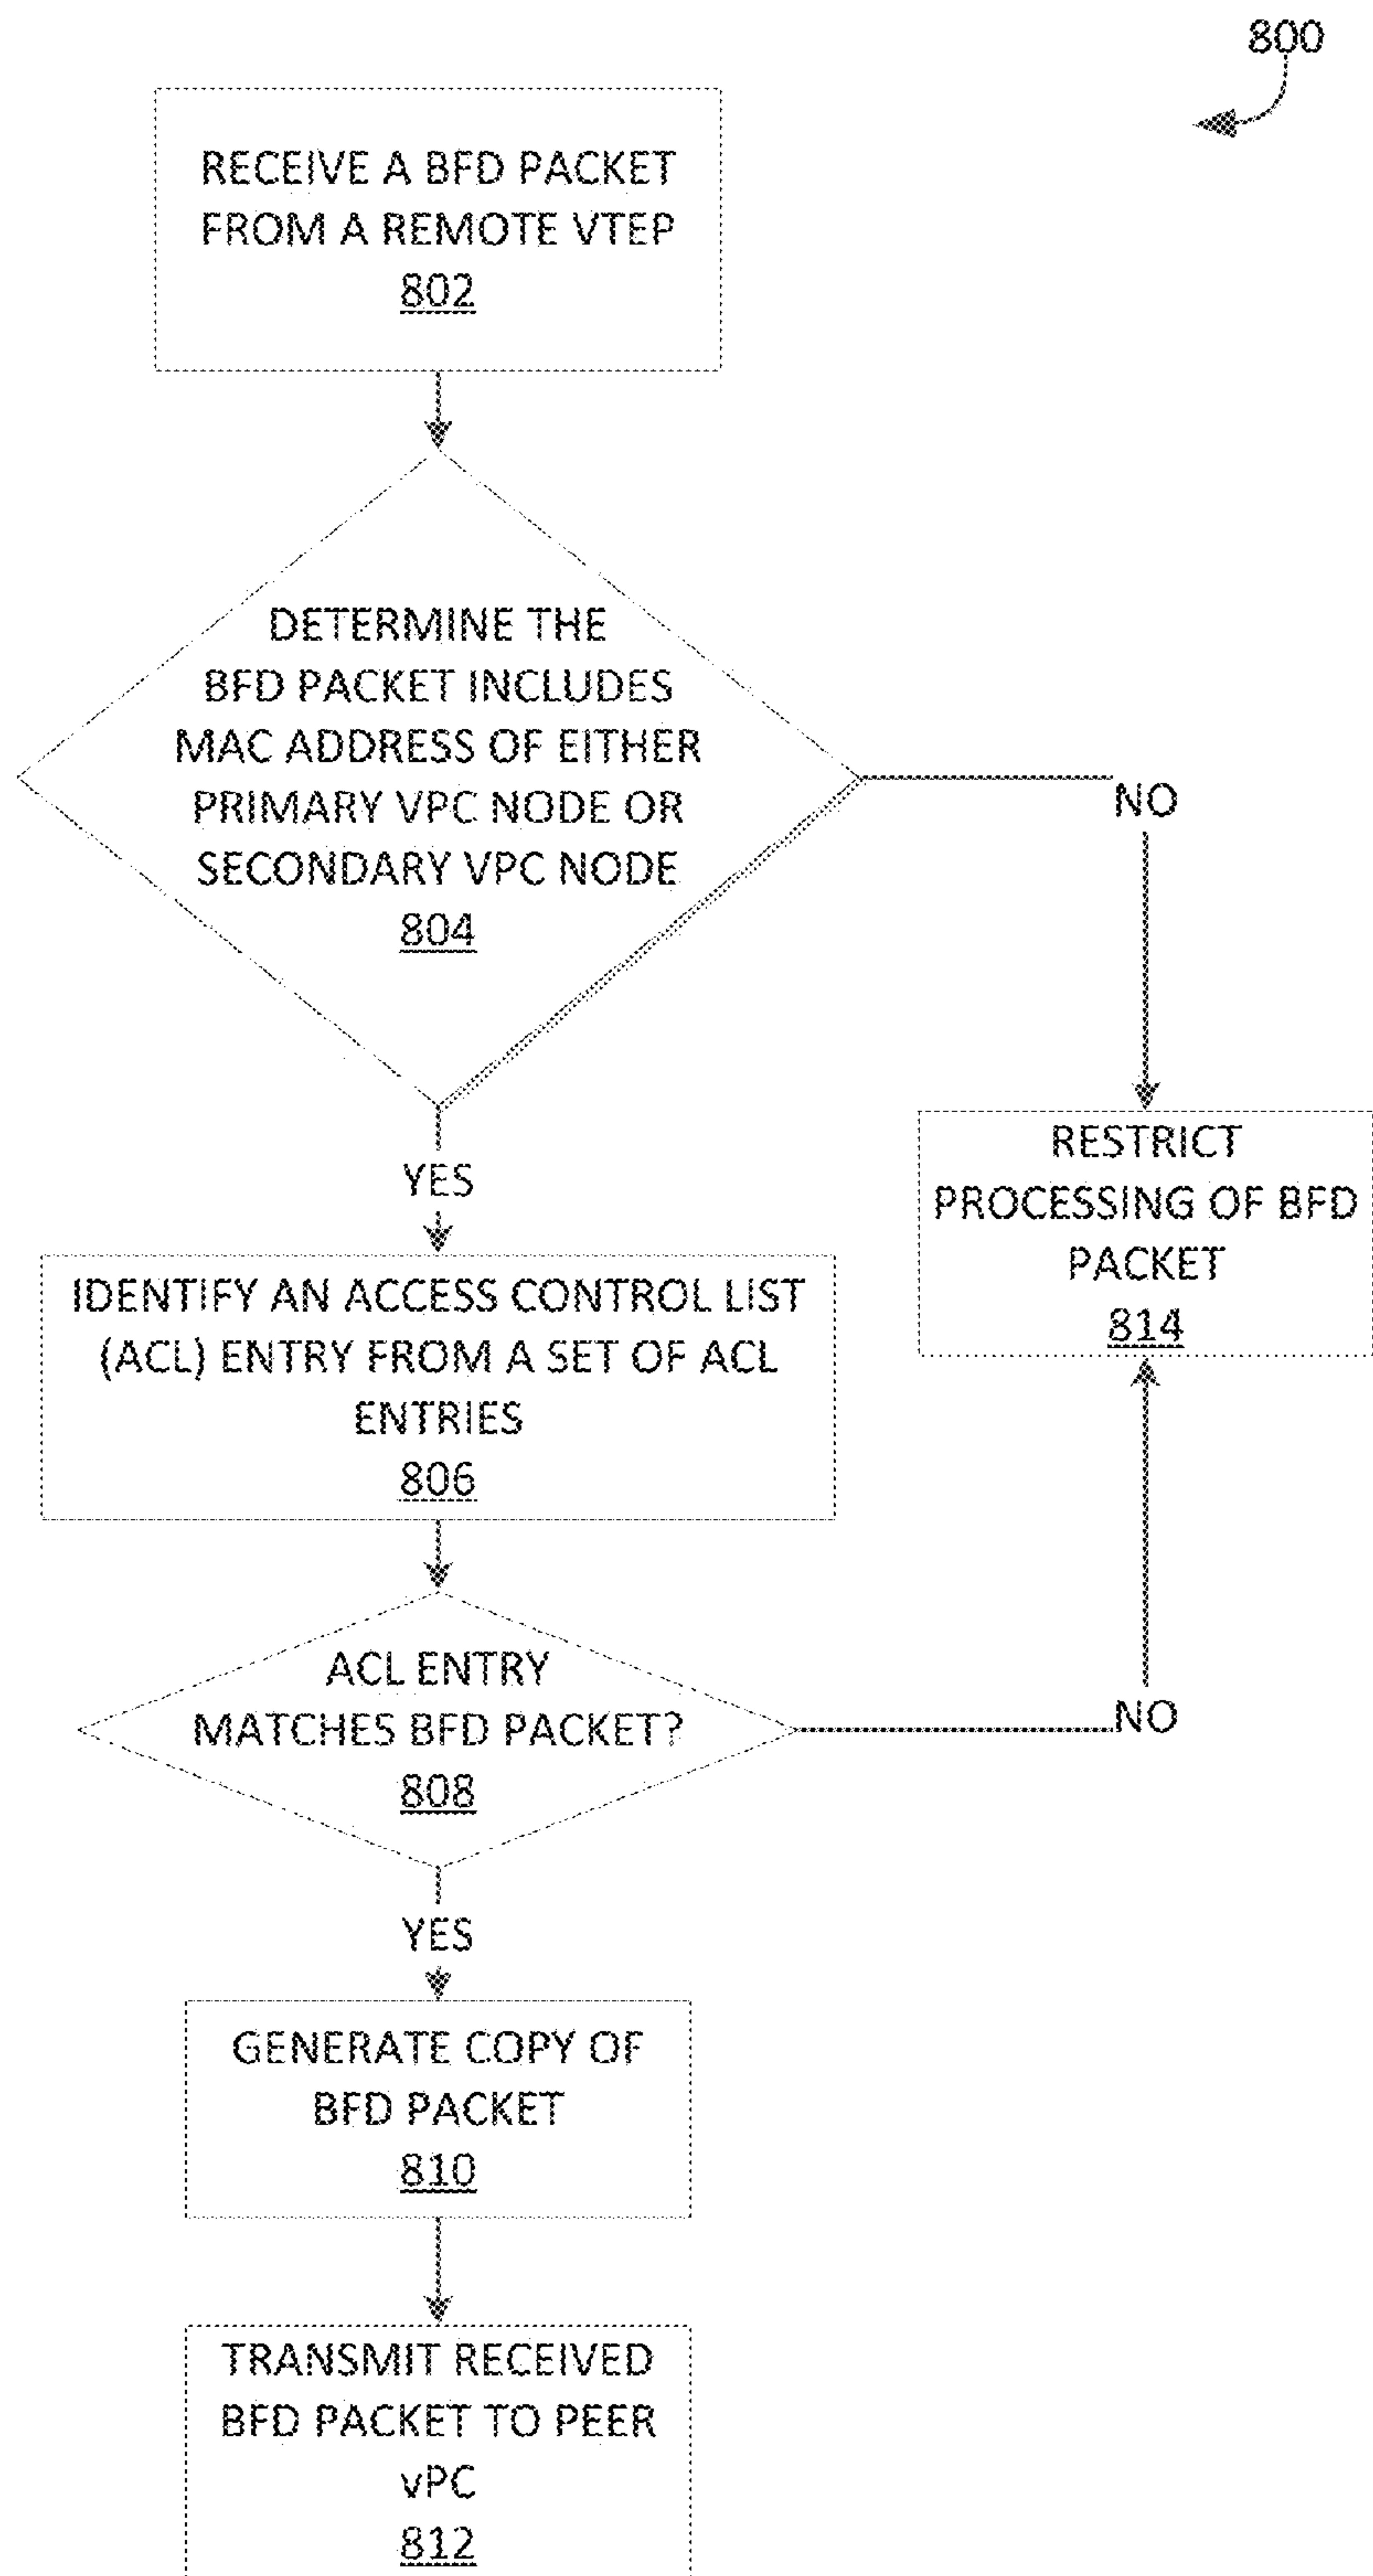 800
RECEIVE A BFD PACKET
FROM A REMOTE VTEP
802
DETERMINE THE
BFD PACKET INCLUDES
MAC ADDRESS OF EITHER
PRIMARY VPC NODE OR
SECONDARY VPC NODE
804
NO
YES
RESTRICT
PROCESSING OF BFD
PACKET
814
IDENTIFY AN ACCESS CONTROL LIST
(ACL) ENTRY FROM A SET OF ACL
ENTRIES
806
ACL ENTRY
MATCHES BFD PACKET?
808
NO
YES
GENERATE COPY OF
BFD PACKET
810
TRANSMIT RECEIVED
BFD PACKET TO PEER
vPC
812